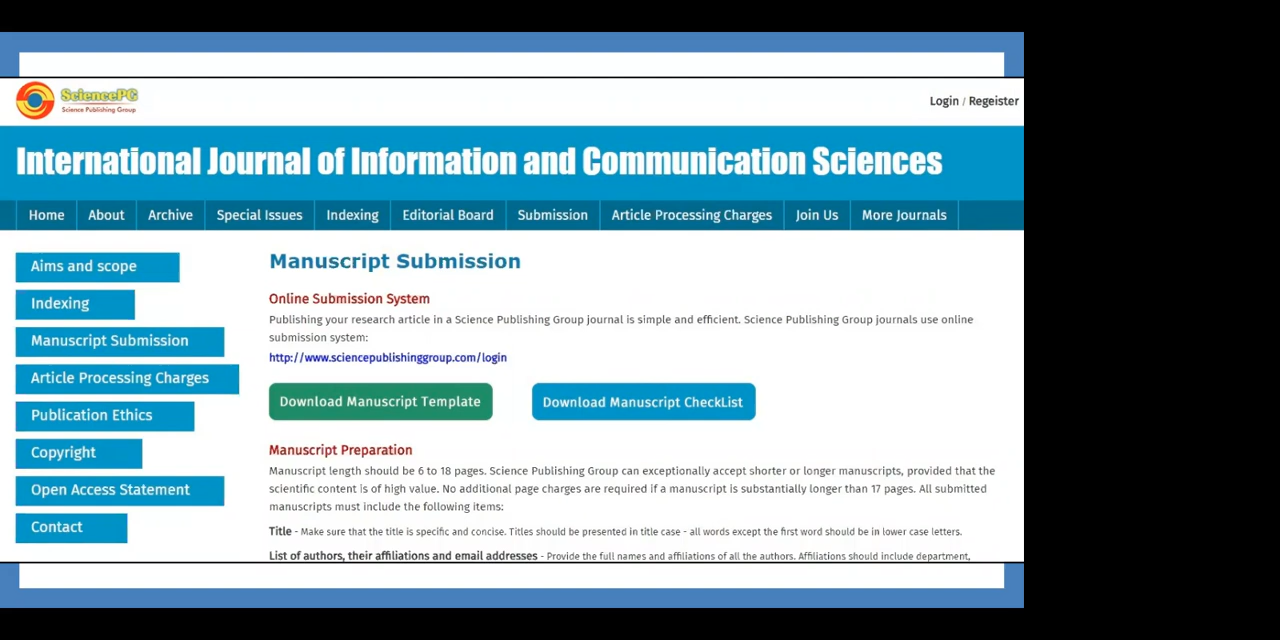 SciencePG
Science Publishing Group
Login / Regeister
International Journal of Information and Communication Sciences
Home
About
Archive
Special Issues
Indexing
Editorial Board
Submission
Article Processing Charges
Join Us
More Journals
Aims and scope
Indexing
Manuscript Submission
Article Processing Charges
Publication Ethics
Copyright
Open Access Statement
Contact
Manuscript Submission
Online Submission System
Publishing your research article in a Science Publishing Group journal is simple and efficient. Science Publishing Group journals use online
submission system:
http://www.sciencepublishinggroup.com/login
Download Manuscript Template
Download Manuscript CheckList
Manuscript Preparation
Manuscript length should be 6 to 18 pages. Science Publishing Group can exceptionally accept shorter or longer manuscripts, provided that the
scientific content is of high value. No additional page charges are required if a manuscript is substantially longer than 17 pages. All submitted
manuscripts must include the following items:
Title - Make sure that the title is specific and concise. Titles should be presented in title case - all words except the first word should be in lower case letters.
List of authors, their affiliations and email addresses - Provide the full names and affiliations of all the authors. Affiliations should include department,